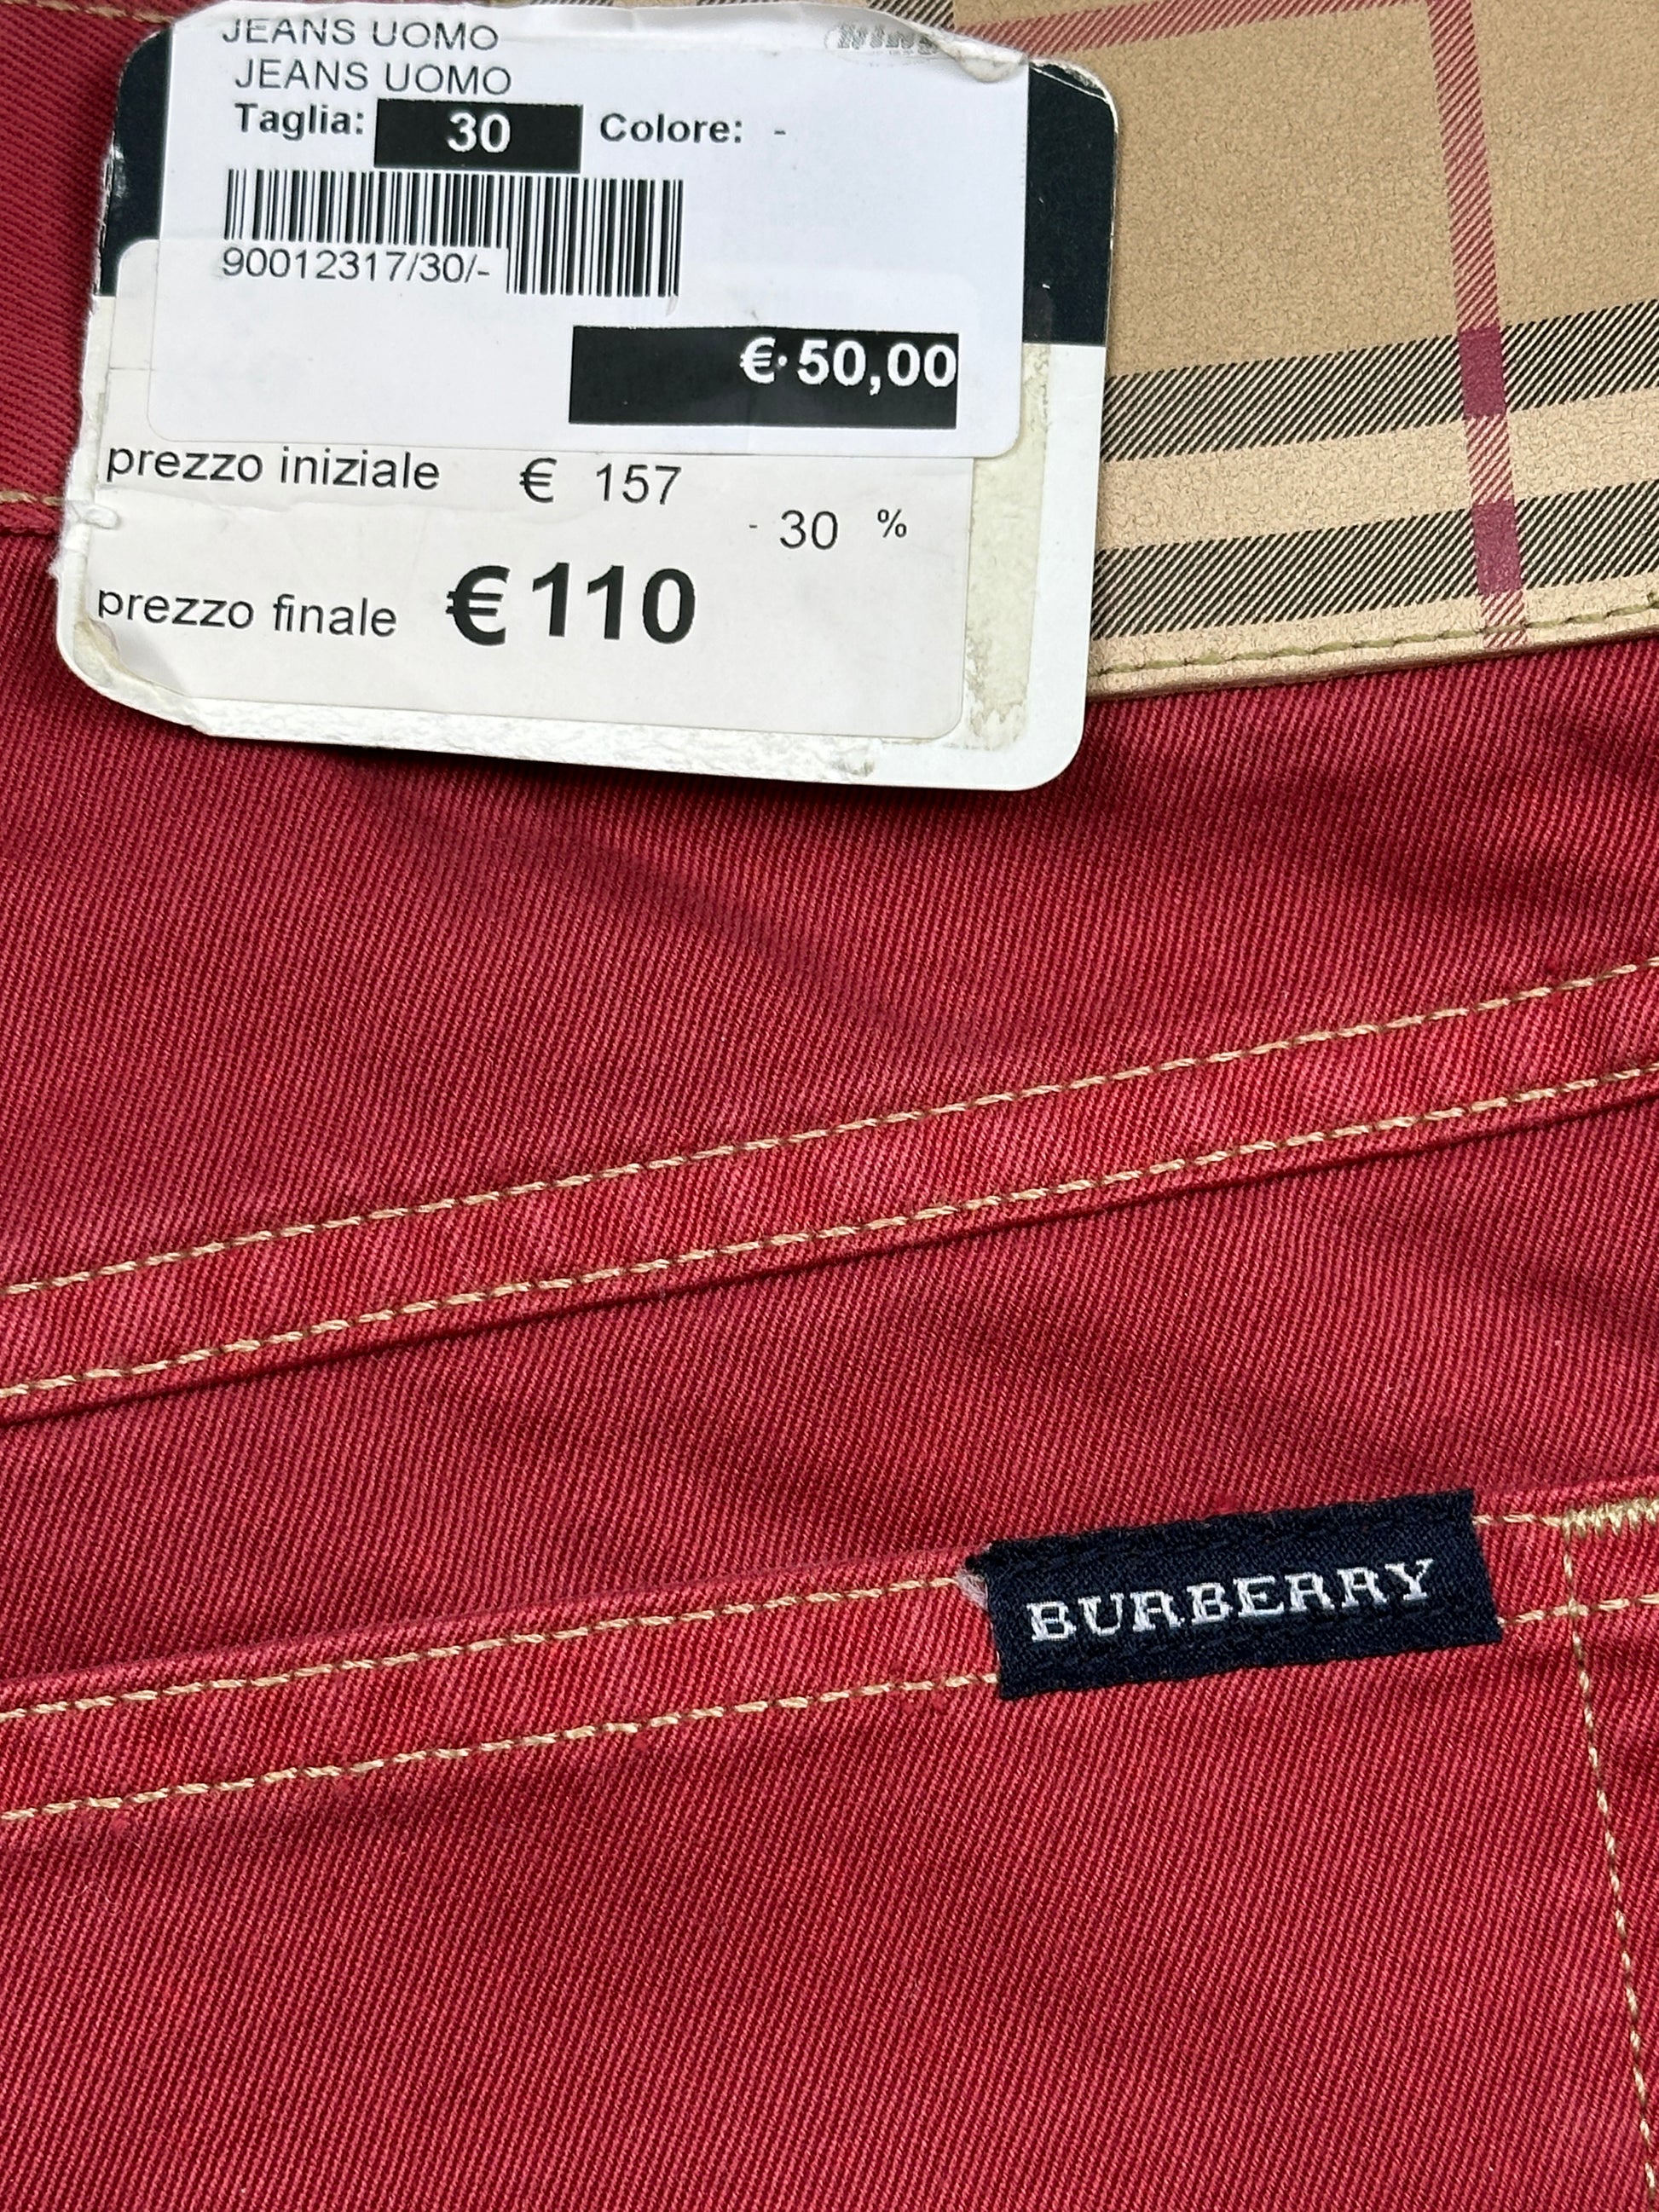 JEANS UOMO
JEANS UOMO
Taglia: 30 Colore: -
90012317/30/-
€ 50,00
prezzo iniziale € 157
- 30 %
prezzo finale € 110
BURBERRY